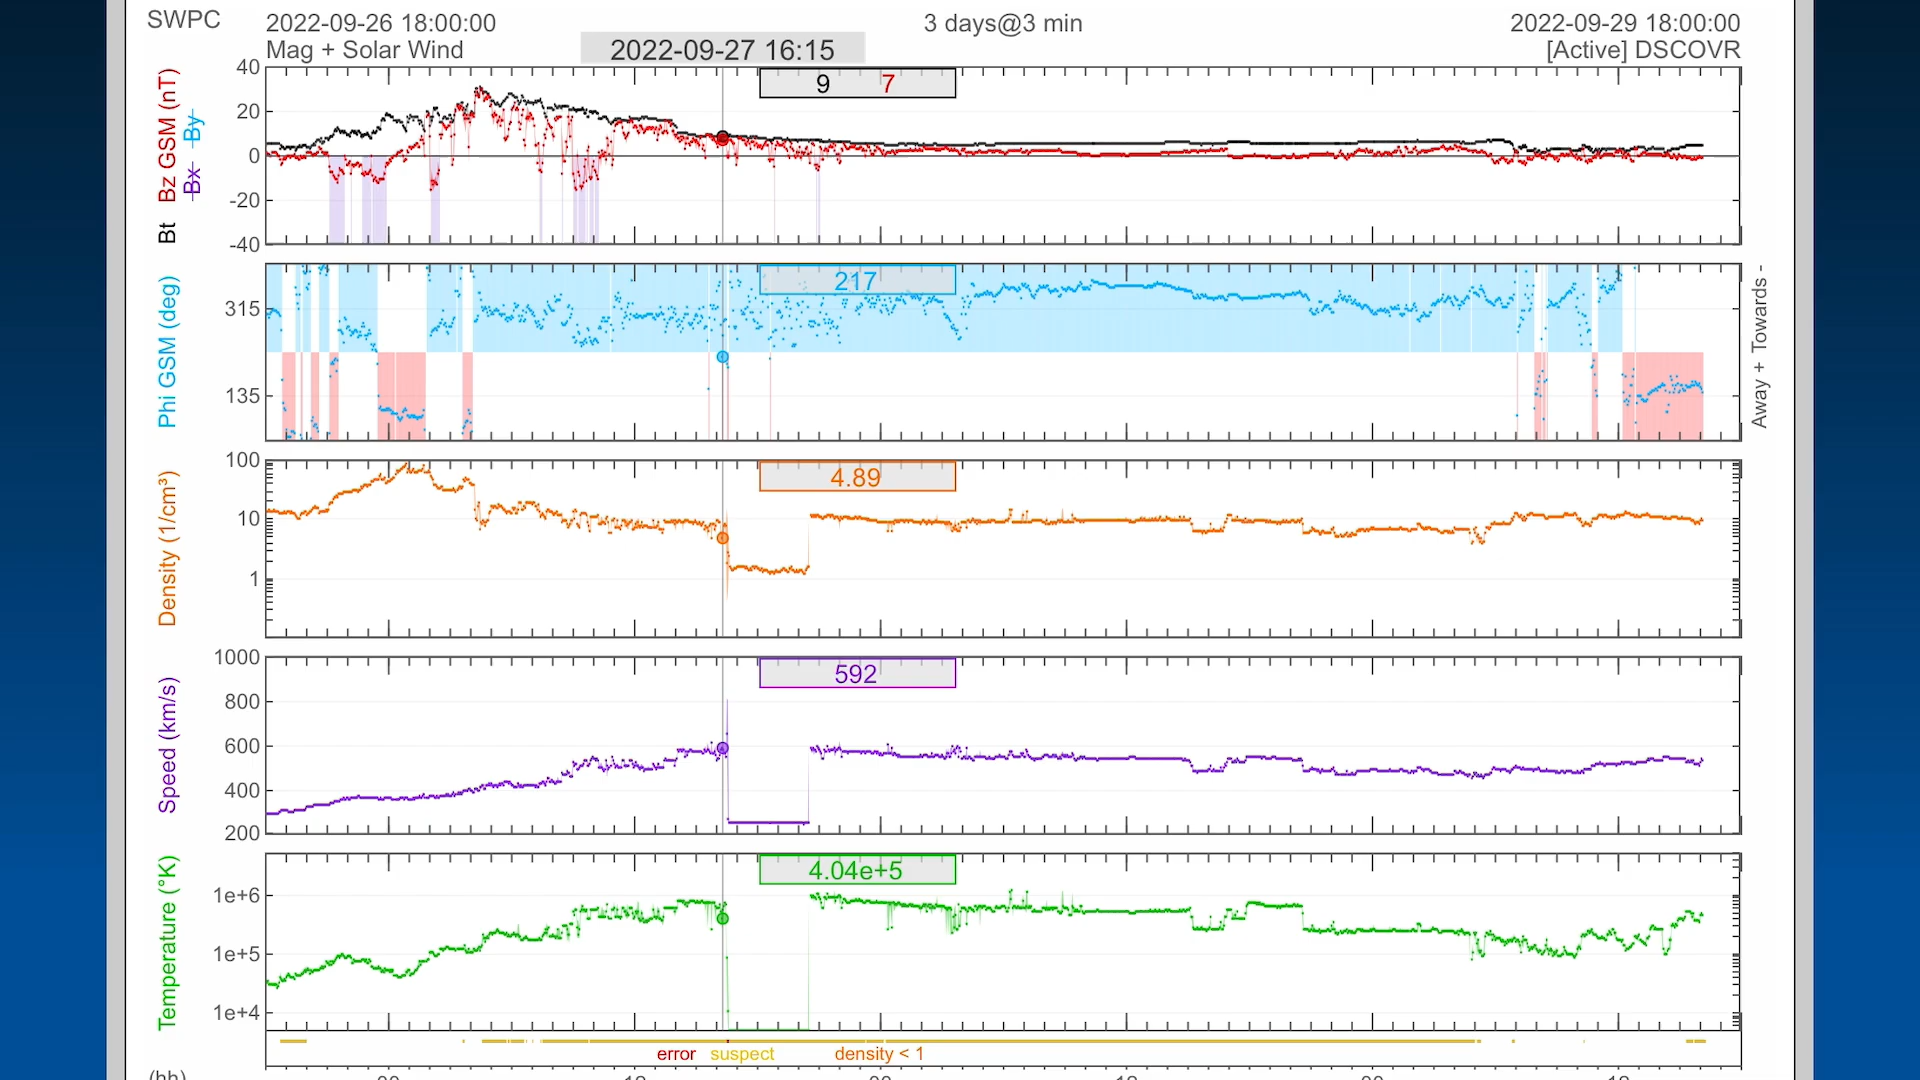 SWPC
2022-09-26 18:00:00
3 days@3 min
2022-09-29 18:00:00
Mag + Solar Wind
2022-09-27 16:15
[Active] DSCOVR
Bt Bz GSM (nT)
Bx By
40
20
0
-20
-40
9 7
Phi GSM (deg)
315
135
217
Away + Towards -
Density (1/cm³)
100
10
1
4.89
Speed (km/s)
1000
800
600
400
200
592
Temperature (°K)
1e+6
1e+5
1e+4
4.04e+5
error suspect density < 1
(hh)